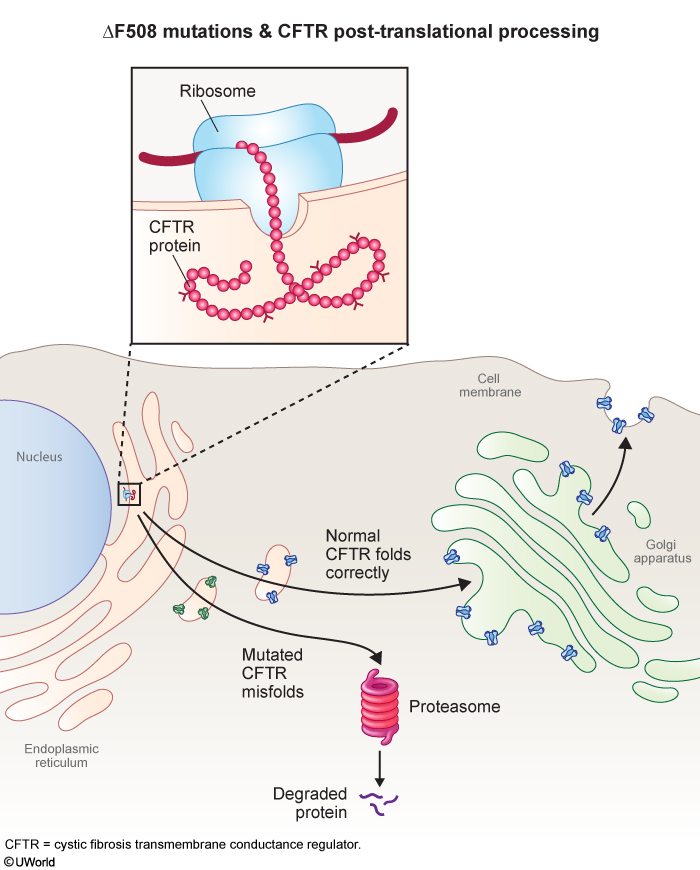 ΔF508 mutations & CFTR post-translational processing
Ribosome
CFTR
protein
Cell
membrane
Nucleus
Normal
CFTR folds
correctly
Golgi
apparatus
Mutated
CFTR
misfolds
Proteasome
Endoplasmic
reticulum
Degraded
protein
CFTR = cystic fibrosis transmembrane conductance regulator.
©UWorld